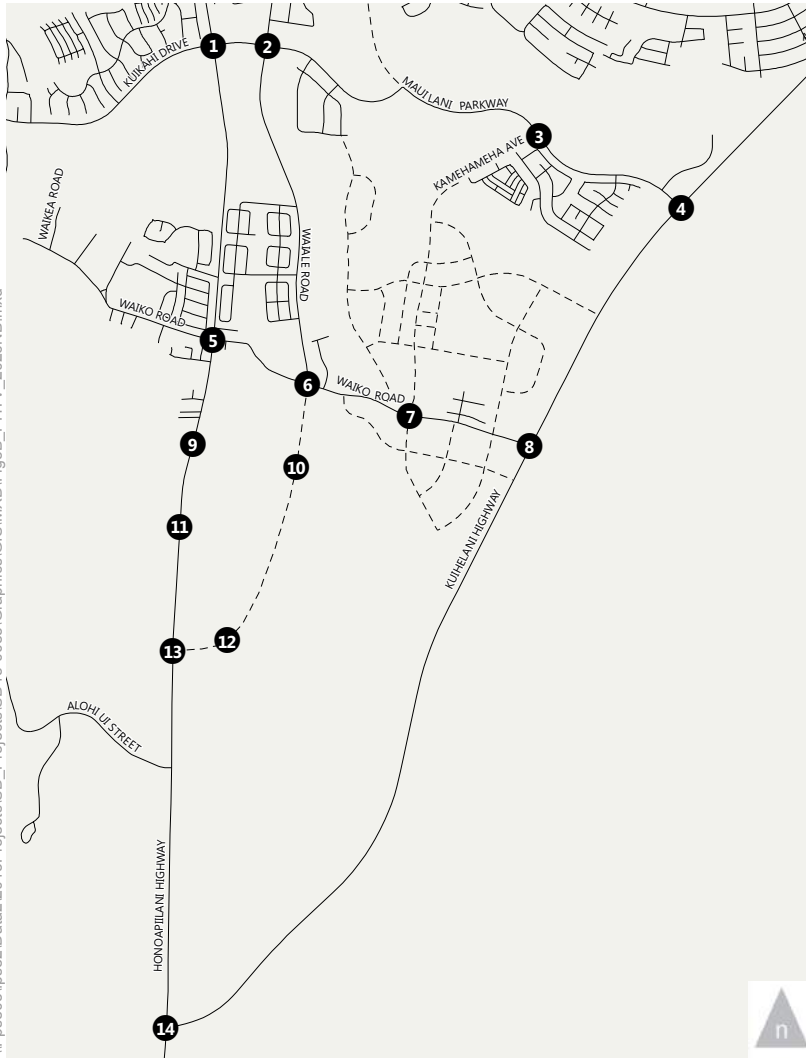 1
2
KUIKAHI DRIVE
MAUI LANI PARKWAY
3
KAMEHAMEHA AVE
4
WAIKEA ROAD
WAIALE ROAD
WAIKO ROAD
5
6
WAIKO ROAD
7
8
9
10
KUIHELANI HIGHWAY
11
12
13
ALOHI UI STREET
HONOAPIILANI HIGHWAY
14
n